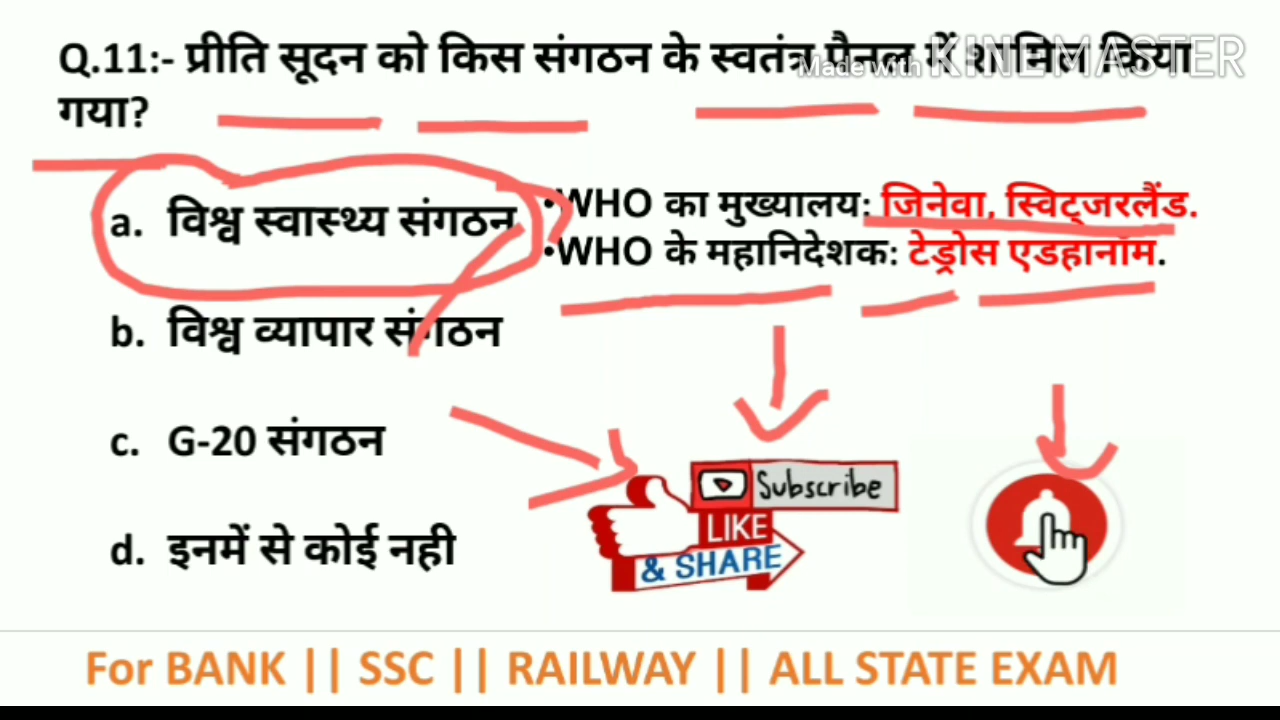 Q.11:- प्रीति सूदन को किस संगठन के स्वतंत्र पैनल में शामिल किया
गया?
Made with KINEMASTER
a. विश्व स्वास्थ्य संगठन
•WHO का मुख्यालय: जिनेवा, स्विट्जरलैंड.
•WHO के महानिदेशक: टेड्रोस एडहानॉम.
b. विश्व व्यापार संगठन
c. G-20 संगठन
Subscribe
LIKE
& SHARE
d. इनमें से कोई नही
For BANK || SSC || RAILWAY || ALL STATE EXAM